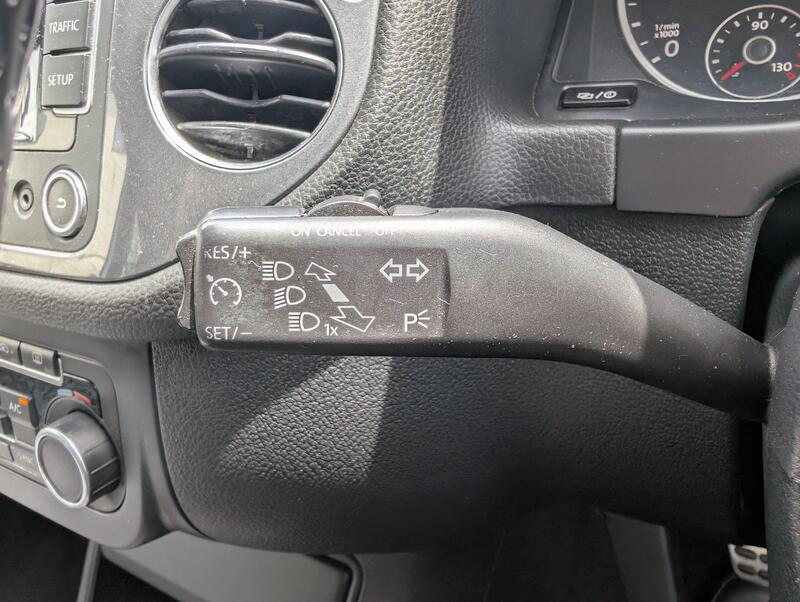 TRAFFIC
SETUP
1/min
x1000
0
90
130
ON CANCEL OFF
RES/+
SET/−
1x
P
A/C